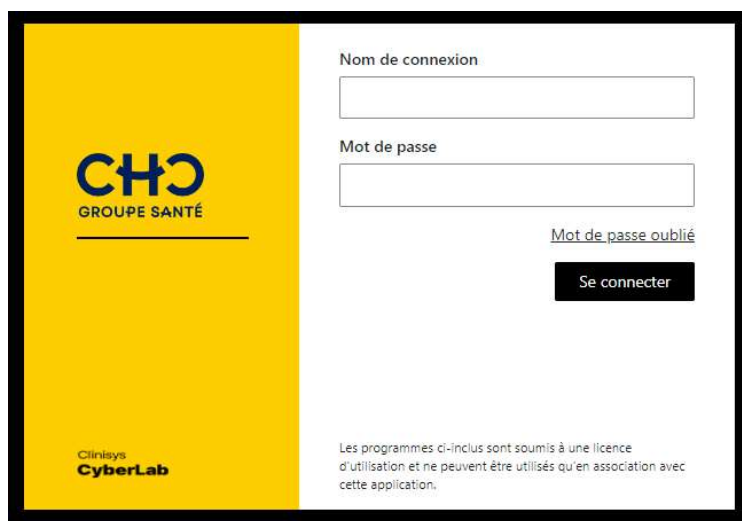 CHC
GROUPE SANTÉ
Clinisys
CyberLab
Nom de connexion
Mot de passe
Mot de passe oublié
Se connecter
Les programmes ci-inclus sont soumis à une licence
d'utilisation et ne peuvent être utilisés qu'en association avec
cette application.